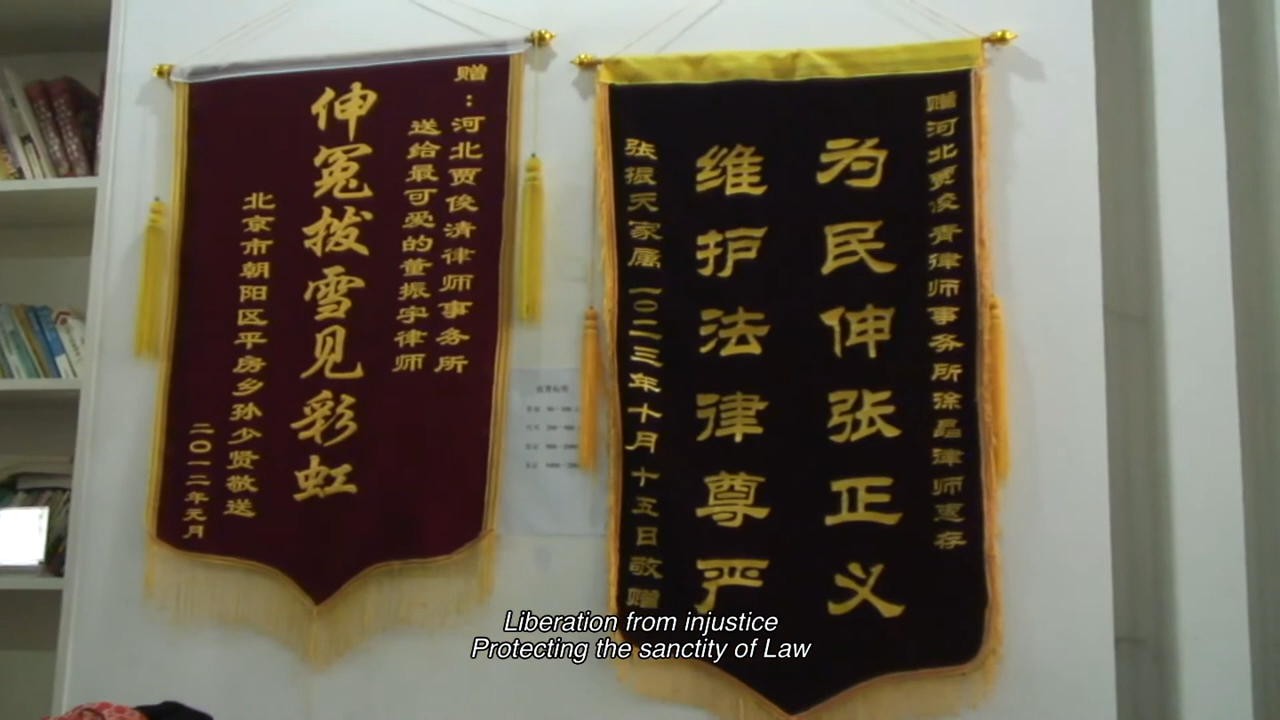 赠：河北贾俊清律师事务所
送给最可爱的董振宇律师
伸冤拨雪见彩虹
北京市朝阳区平房乡孙少贤敬送
二〇一二年元月
赠河北贾俊青律师事务所徐昌律师惠存
为民伸张正义
维护法律尊严
张振天家属 一〇二三年十月十五日敬赠
Liberation from injustice
Protecting the sanctity of Law